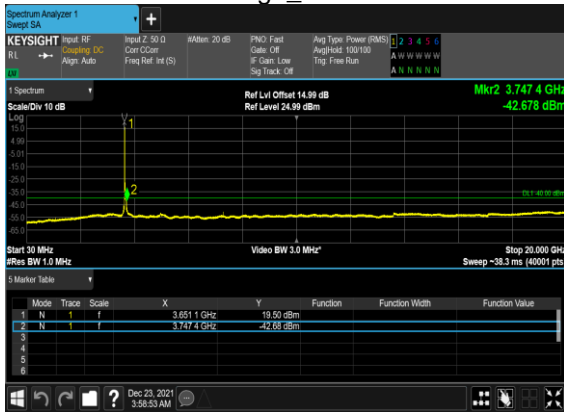 Spectrum Analyzer 1
Swept SA
+
KEYSIGHT Input: RF Input Z: 50 Ω #Atten: 20 dB PNO: Fast Avg Type: Power (RMS) 1 2 3 4 5 6
RL Coupling: DC Corr CCorr Gate: Off Avg|Hold: 100/100 A W W W W W
Align: Auto Freq Ref: Int (S) IF Gain: Low Trig: Free Run
Sig Track: Off A N N N N N
LXI
1 Spectrum Ref Lvl Offset 14.99 dB Mkr2 3.747 4 GHz
Scale/Div 10 dB Ref Level 24.99 dBm -42.678 dBm
Log
15.0
4.99
-5.01
-15.0
-25.0
-35.0
-45.0
-55.0
-65.0
1
2
DL1 -40.00 dBm
Start 30 MHz Video BW 3.0 MHz* Stop 20.000 GHz
#Res BW 1.0 MHz Sweep ~38.3 ms (40001 pts
5 Marker Table
Mode Trace Scale X Y Function Function Width Function Value
1 N 1 f 3.651 1 GHz 19.50 dBm
2 N 1 f 3.747 4 GHz -42.68 dBm
3
4
5
6
? Dec 23, 2021
3:58:53 AM